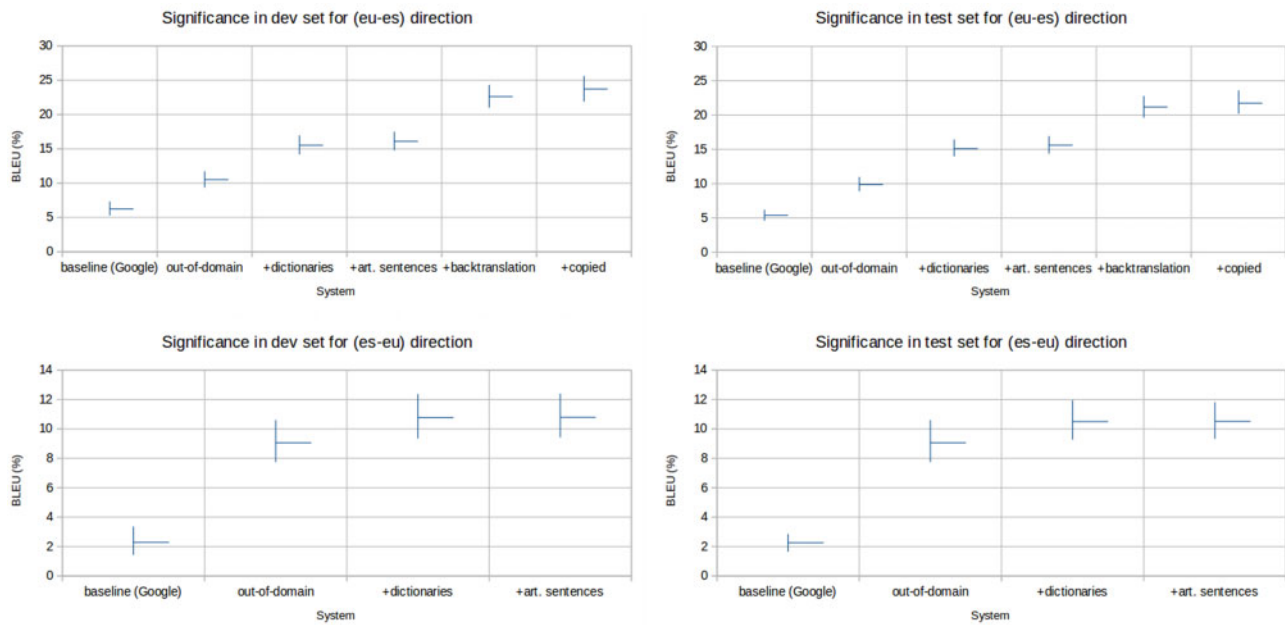 Significance in dev set for (eu-es) direction
30
25
20
15
10
5
0
BLEU (%)
baseline (Google) out-of-domain +dictionaries +art. sentences +backtranslation +copied
System
Significance in test set for (eu-es) direction
30
25
20
15
10
5
0
BLEU (%)
baseline (Google) out-of-domain +dictionaries +art. sentences +backtranslation +copied
System
Significance in dev set for (es-eu) direction
14
12
10
8
6
4
2
0
BLEU (%)
baseline (Google) out-of-domain +dictionaries +art. sentences
System
Significance in test set for (es-eu) direction
14
12
10
8
6
4
2
0
BLEU (%)
baseline (Google) out-of-domain +dictionaries +art. sentences
System